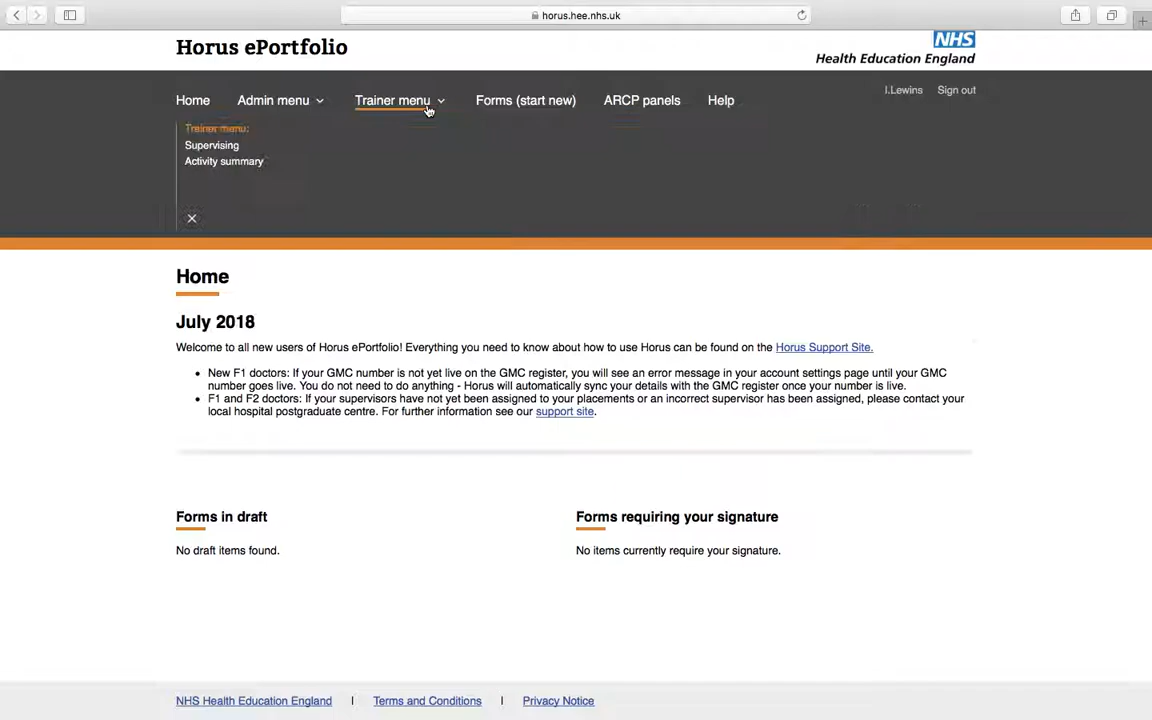 horus.hee.nhs.uk
Horus ePortfolio
NHS
Health Education England
Home
Admin menu
Trainer menu
Forms (start new)
ARCP panels
Help
I.Lewins
Sign out
Trainer menu:
Supervising
Activity summary
Home
July 2018
Welcome to all new users of Horus ePortfolio! Everything you need to know about how to use Horus can be found on the Horus Support Site.
New F1 doctors: If your GMC number is not yet live on the GMC register, you will see an error message in your account settings page until your GMC
number goes live. You do not need to do anything - Horus will automatically sync your details with the GMC register once your number is live.
F1 and F2 doctors: If your supervisors have not yet been assigned to your placements or an incorrect supervisor has been assigned, please contact your
local hospital postgraduate centre. For further information see our support site.
Forms in draft
No draft items found.
Forms requiring your signature
No items currently require your signature.
NHS Health Education England | Terms and Conditions | Privacy Notice